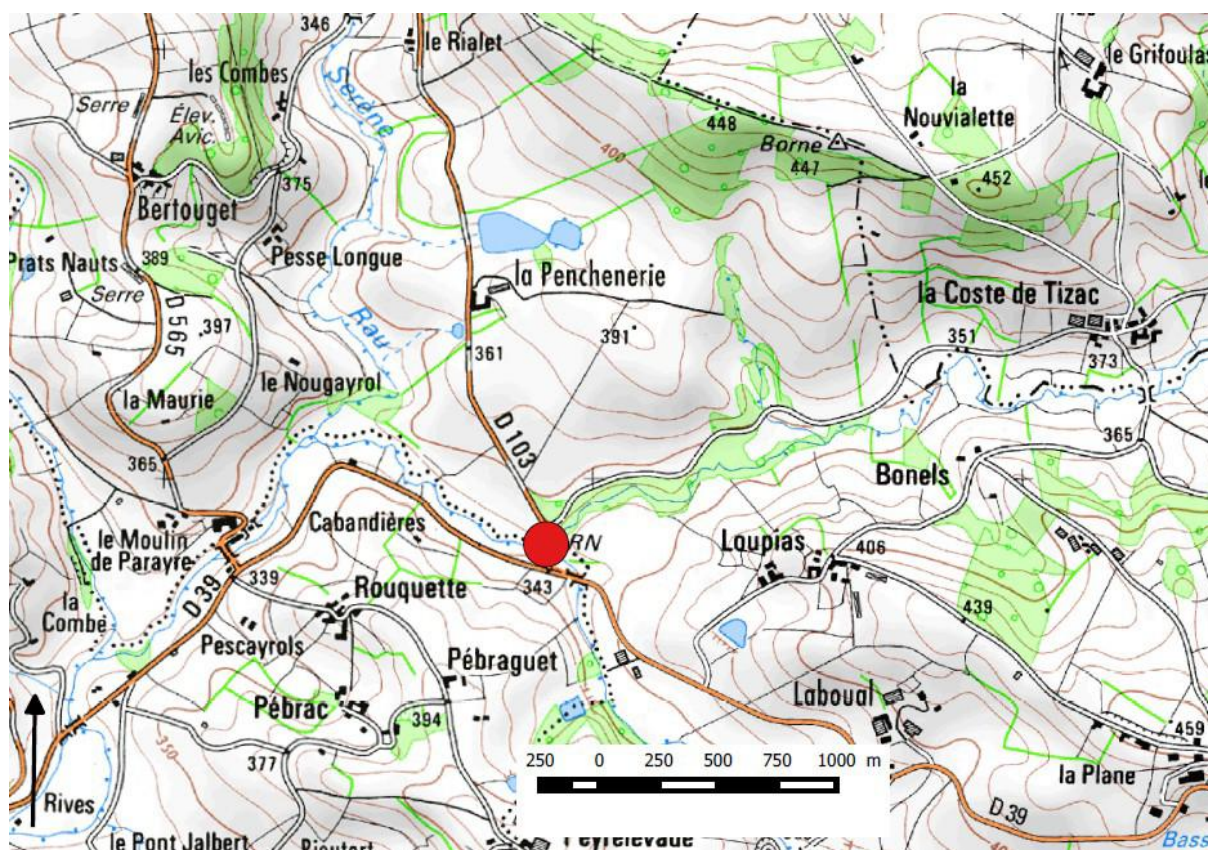 346
le Rialet
les Combes
Serre
Élev.
Avic.
Serène
448
Borne
447
400
la
Nouvialette
le Grifoulas
452
375
Bertouget
389
Prats Nauts
Serre
Pesse Longue
la Penchenerie
la Coste de Tizac
D 565
397
Rau
391
361
351
373
le Nougayrol
la Maurie
D 103
365
365
Bonels
le Moulin
de Parayre
Cabandières
RN
Loupias
406
339
Rouquette
343
439
la
Combe
D 39
Pescayrols
Pébraguet
Pébrac
394
Laboual
350
377
459
la Plane
250 0 250 500 750 1000 m
Rives
D 39
400
le Pont Jalbert
Peyrelevade
Bass